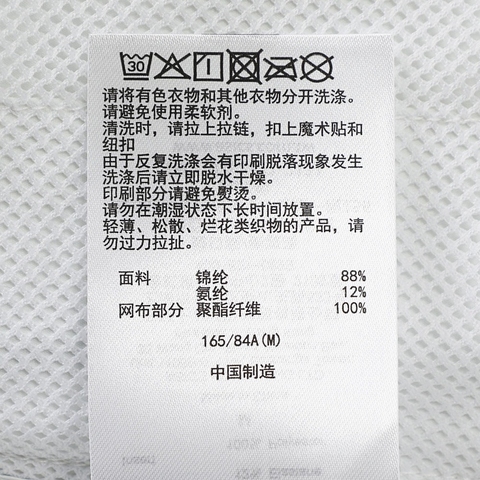 30
请将有色衣物和其他衣物分开洗涤。
请避免使用柔软剂。
清洗时，请拉上拉链，扣上魔术贴和
纽扣
由于反复洗涤会有印刷脱落现象发生
洗涤后请立即脱水干燥。
印刷部分请避免熨烫。
请勿在潮湿状态下长时间放置。
轻薄、松散、烂花类织物的产品，请
勿过力拉扯。
面料 锦纶 88%
氨纶 12%
网布部分 聚酯纤维 100%
165/84A(M)
中国制造